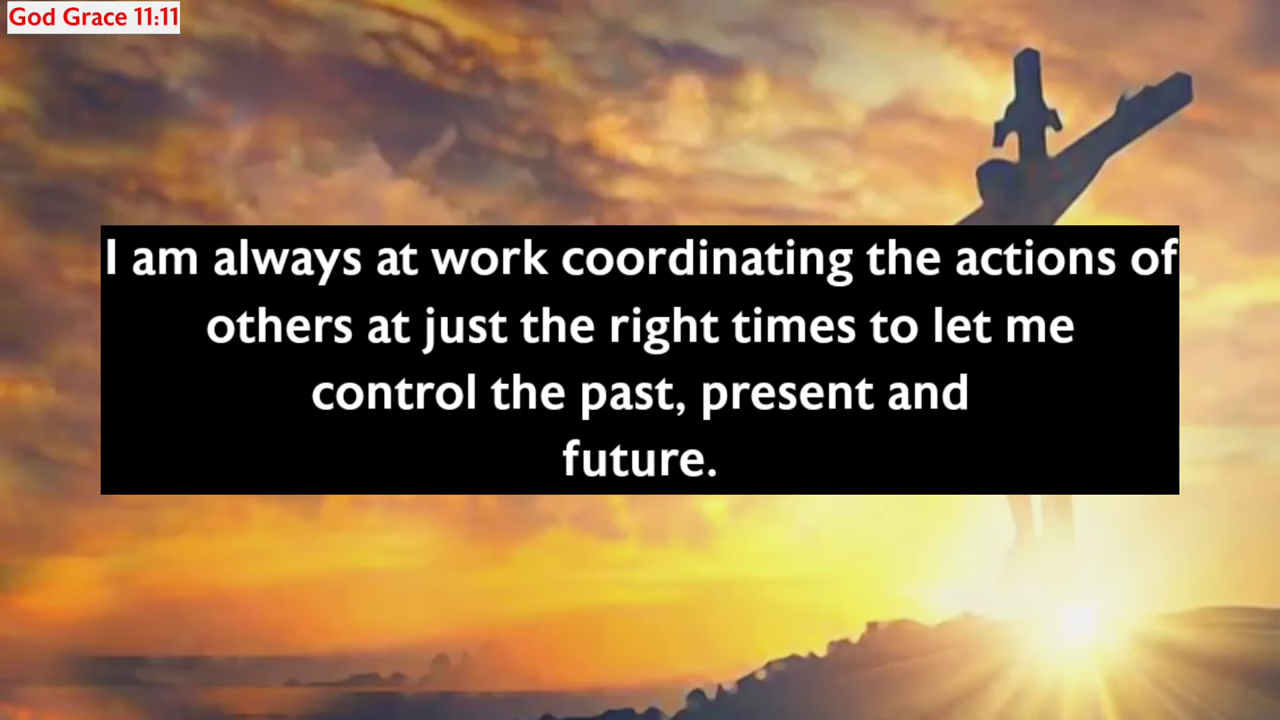 God Grace 11:11
I am always at work coordinating the actions of
others at just the right times to let me
control the past, present and
future.